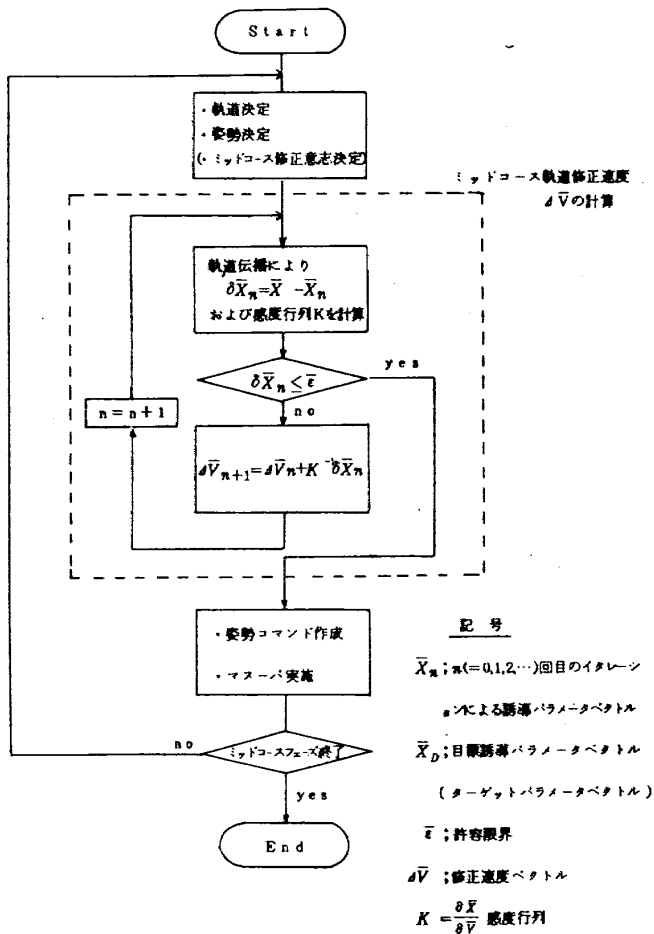 Start
・軌道決定
・姿勢決定
(・ミッドコース修正意志決定)
ミッドコース軌道修正速度
ΔV̅の計算
軌道伝播により
δX̅n=X̅ −X̅n
および感度行列Kを計算
δX̅n≤ε̅
yes
no
n=n+1
ΔV̅n+1=ΔV̅n+K⁻¹δX̅n
・姿勢コマンド作成
・マヌーバ実施
ミッドコースフェーズ終了
no
yes
End
記号
X̅n;n(=0,1,2,…)回目のイタレーシ
ョンによる誘導パラメータベクトル
X̅D;目標誘導パラメータベクトル
(ターゲットパラメータベクトル)
ε̅;許容限界
ΔV̅;修正速度ベクトル
K=∂X̅/∂V̅ 感度行列